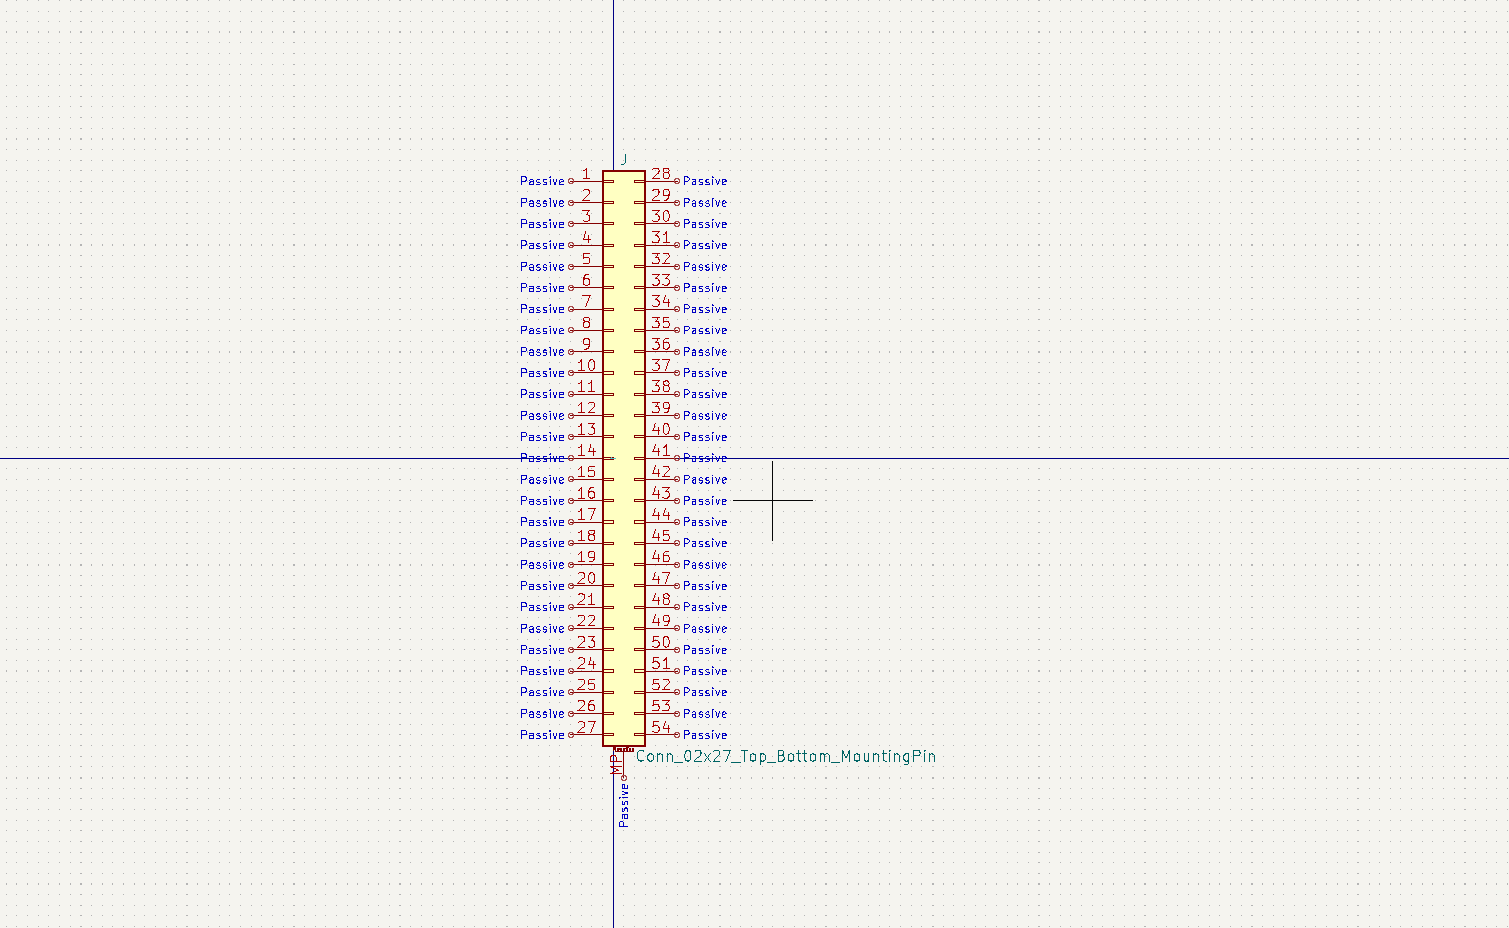 J
Passive 1 28 Passive
Passive 2 29 Passive
Passive 3 30 Passive
Passive 4 31 Passive
Passive 5 32 Passive
Passive 6 33 Passive
Passive 7 34 Passive
Passive 8 35 Passive
Passive 9 36 Passive
Passive 10 37 Passive
Passive 11 38 Passive
Passive 12 39 Passive
Passive 13 40 Passive
Passive 14 41 Passive
Passive 15 42 Passive
Passive 16 43 Passive
Passive 17 44 Passive
Passive 18 45 Passive
Passive 19 46 Passive
Passive 20 47 Passive
Passive 21 48 Passive
Passive 22 49 Passive
Passive 23 50 Passive
Passive 24 51 Passive
Passive 25 52 Passive
Passive 26 53 Passive
Passive 27 54 Passive
Conn_02x27_Top_Bottom_MountingPin
MP
Passive